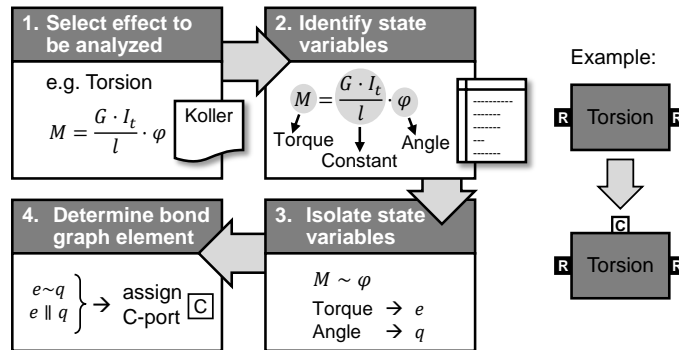 1. Select effect to
be analyzed
e.g. Torsion
M = G · I_t / l · φ
Koller
2. Identify state
variables
M = G · I_t / l · φ
Torque
Constant
Angle
3. Isolate state
variables
M ~ φ
Torque → e
Angle → q
4. Determine bond
graph element
e~q
e ∥ q
→ assign
C-port C
Example:
R Torsion R
C
R Torsion R